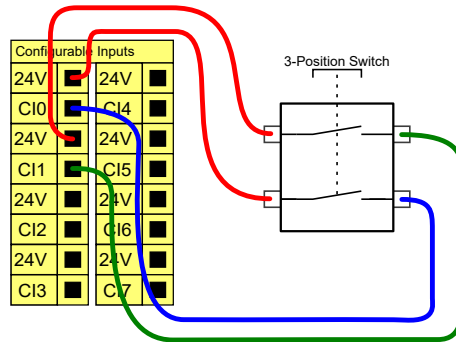 Configurable Inputs
3-Position Switch
24V 24V
CI0 CI4
24V 24V
CI1 CI5
24V 24V
CI2 CI6
24V 24V
CI3 CI7